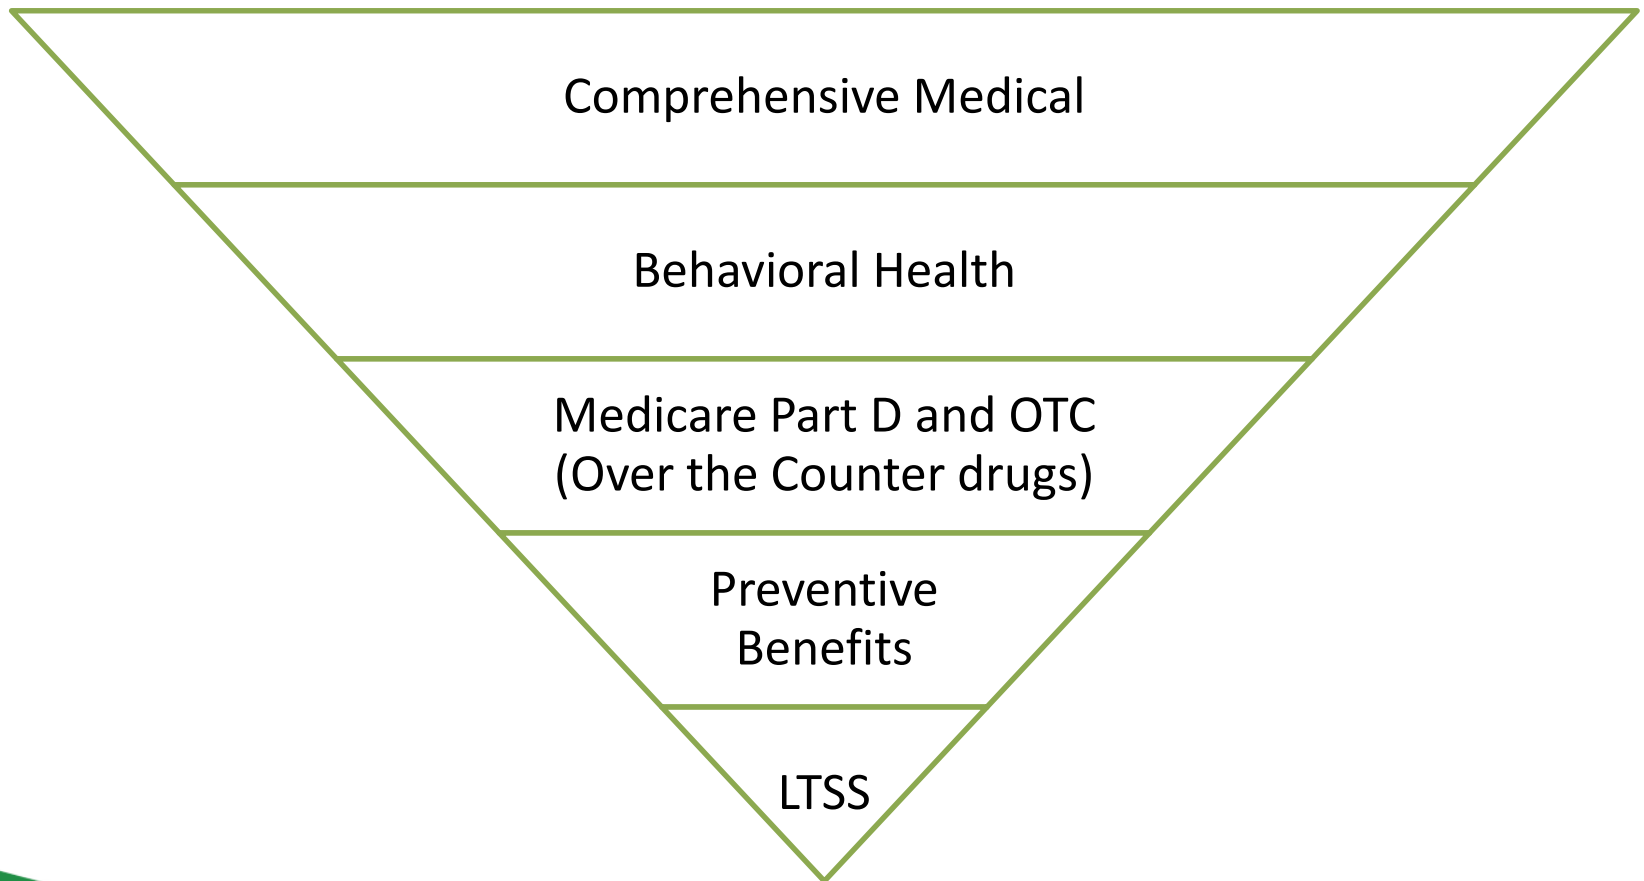 Comprehensive Medical
Behavioral Health
Medicare Part D and OTC
(Over the Counter drugs)
Preventive
Benefits
LTSS